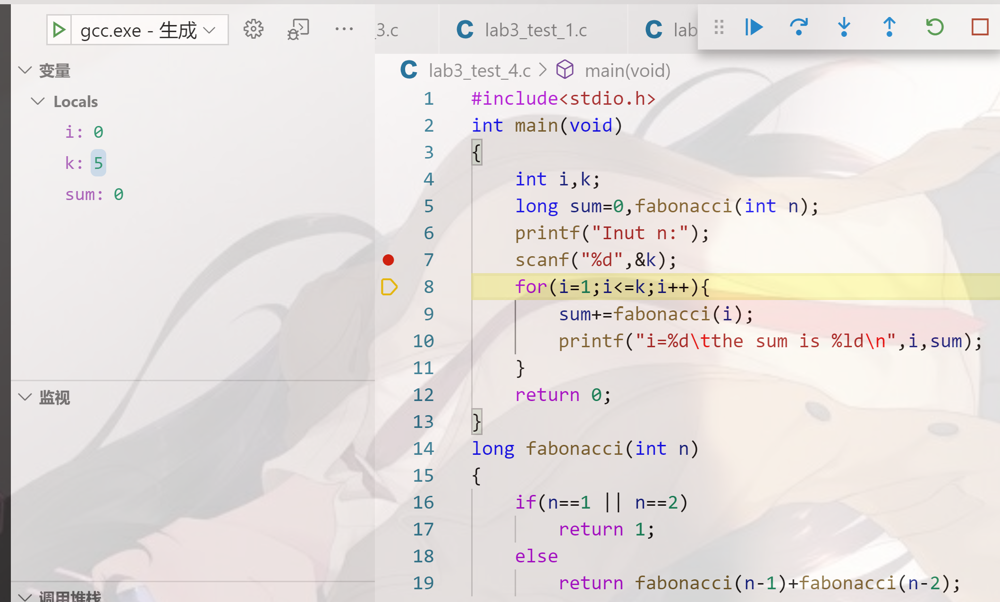 gcc.exe - 生成
_3.c
lab3_test_1.c
lab
变量
Locals
i: 0
k: 5
sum: 0
监视
调用堆栈
lab3_test_4.c > main(void)
1 #include<stdio.h>
2 int main(void)
3 {
4 int i,k;
5 long sum=0,fabonacci(int n);
6 printf("Inut n:");
7 scanf("%d",&k);
8 for(i=1;i<=k;i++){
9 sum+=fabonacci(i);
10 printf("i=%d\tthe sum is %ld\n",i,sum);
11 }
12 return 0;
13 }
14 long fabonacci(int n)
15 {
16 if(n==1 || n==2)
17 return 1;
18 else
19 return fabonacci(n-1)+fabonacci(n-2);